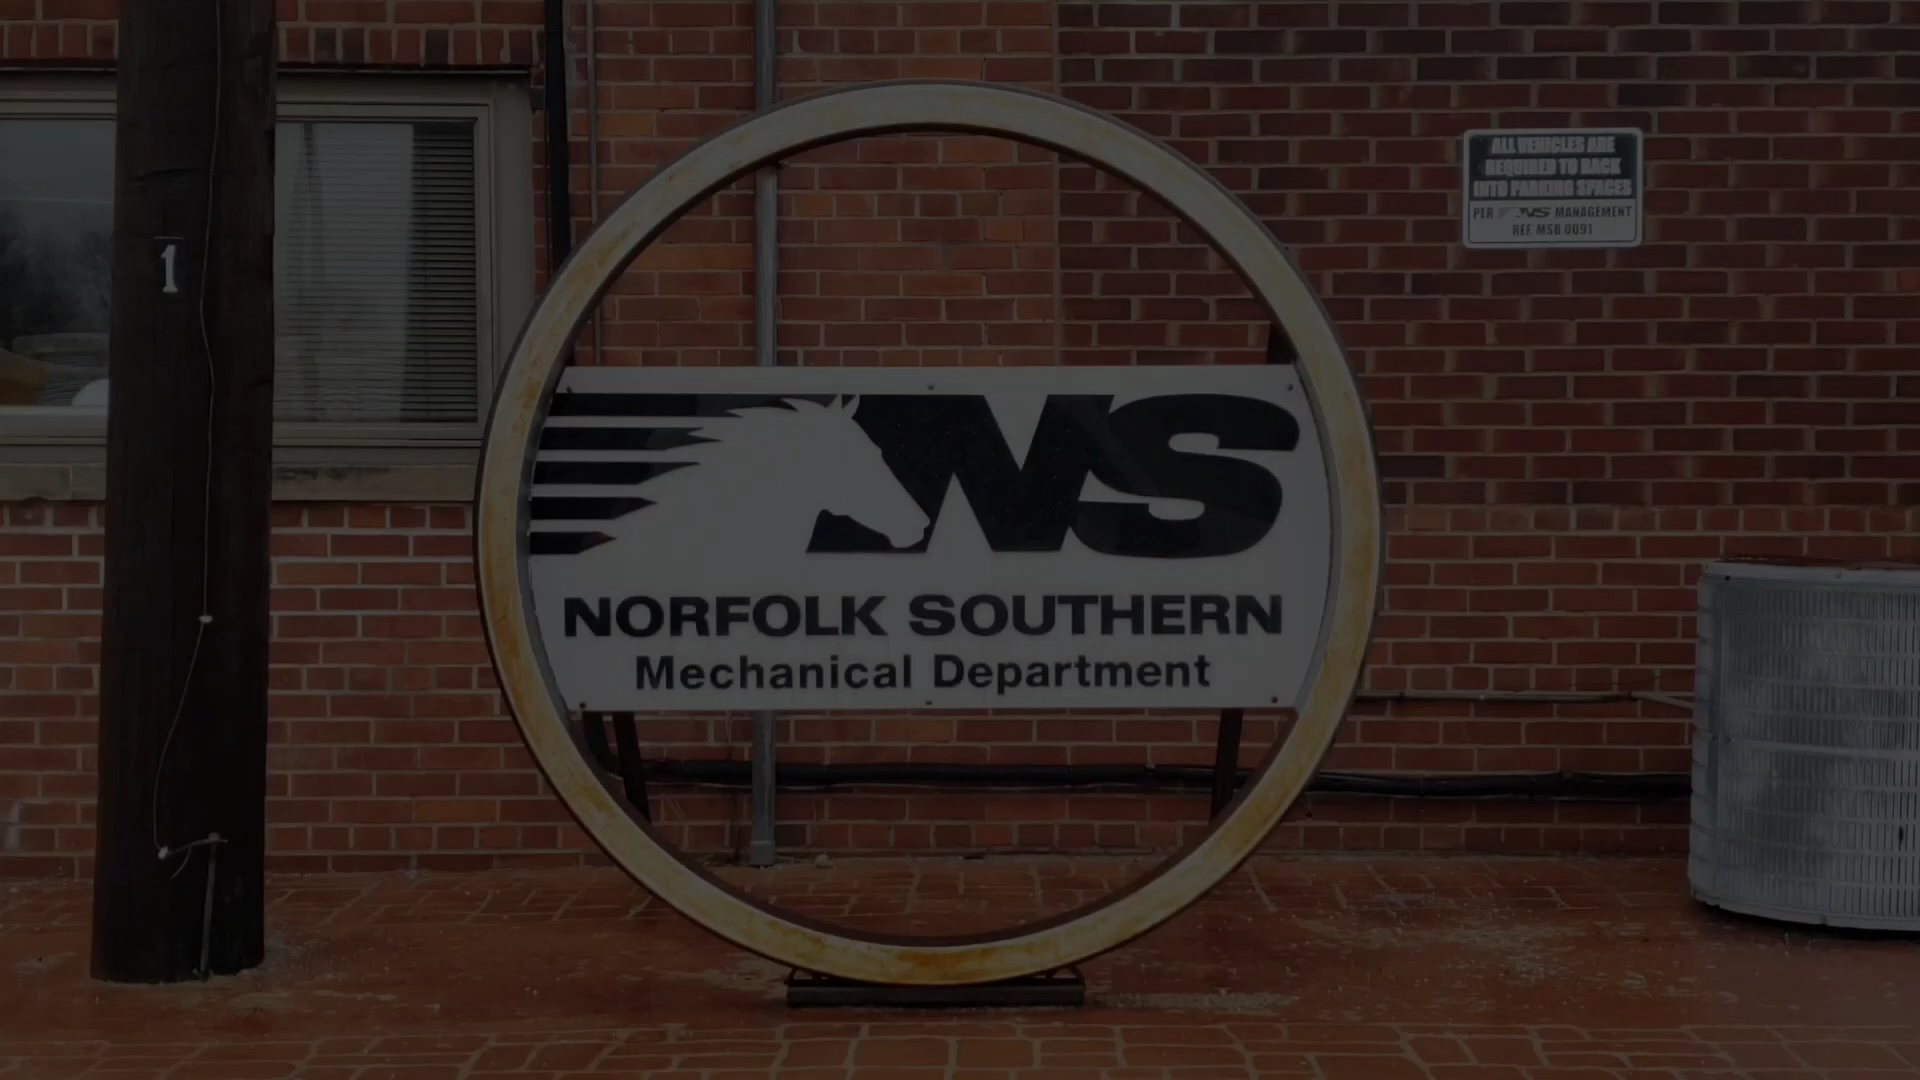 1
ALL VEHICLES ARE
REQUIRED TO BACK
INTO PARKING SPACES
PER NS MANAGEMENT
REF. MSB 0091
NS
NORFOLK SOUTHERN
Mechanical Department